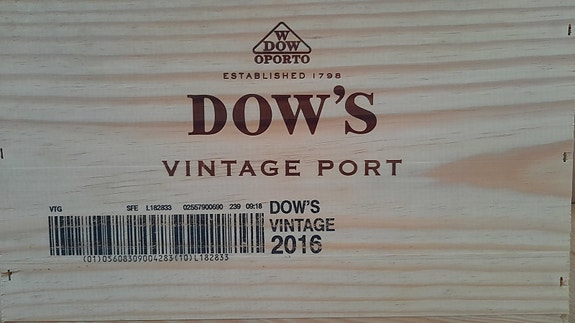 W
DOW
OPORTO
ESTABLISHED 1798
DOW'S
VINTAGE PORT
VTG SFE L182833 02557900690 239 09:18
DOW'S
VINTAGE
2016
(01)05608309004283(10)L182833